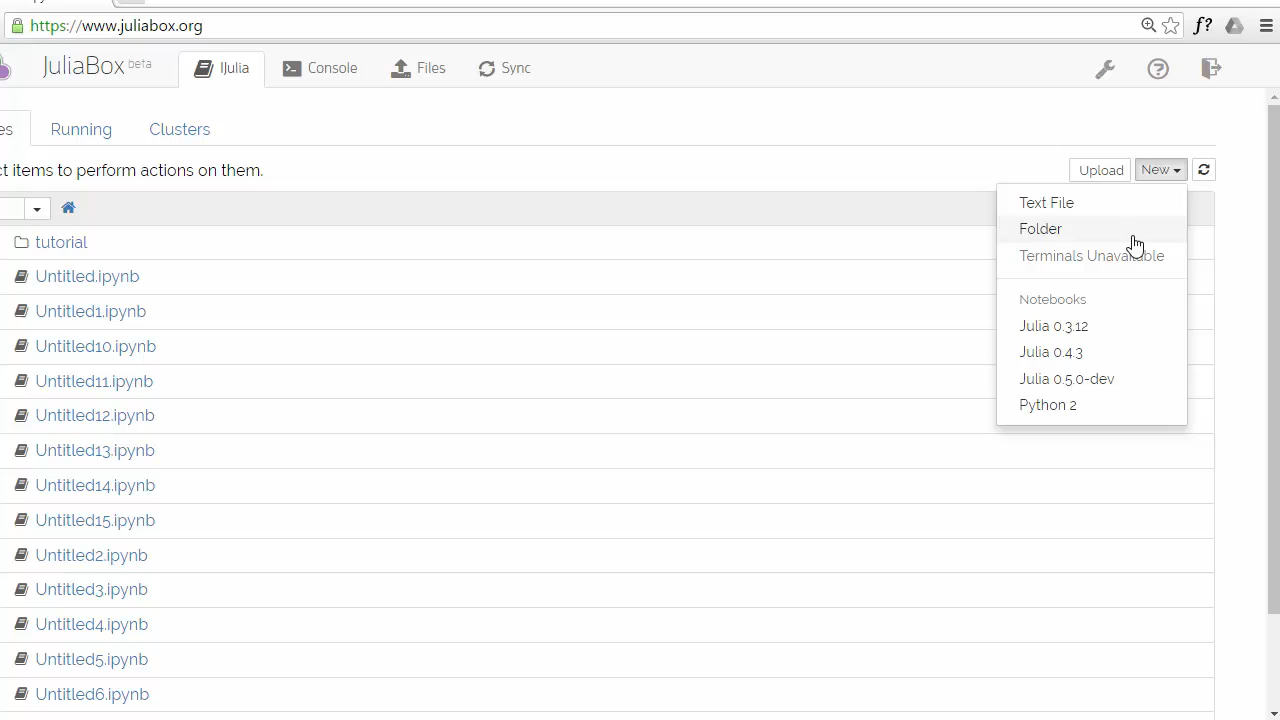 https://www.juliabox.org
f?
JuliaBox beta
IJulia
Console
Files
Sync
es
Running
Clusters
ct items to perform actions on them.
Upload
New
Text File
Folder
Terminals Unavailable
Notebooks
Julia 0.3.12
Julia 0.4.3
Julia 0.5.0-dev
Python 2
tutorial
Untitled.ipynb
Untitled1.ipynb
Untitled10.ipynb
Untitled11.ipynb
Untitled12.ipynb
Untitled13.ipynb
Untitled14.ipynb
Untitled15.ipynb
Untitled2.ipynb
Untitled3.ipynb
Untitled4.ipynb
Untitled5.ipynb
Untitled6.ipynb